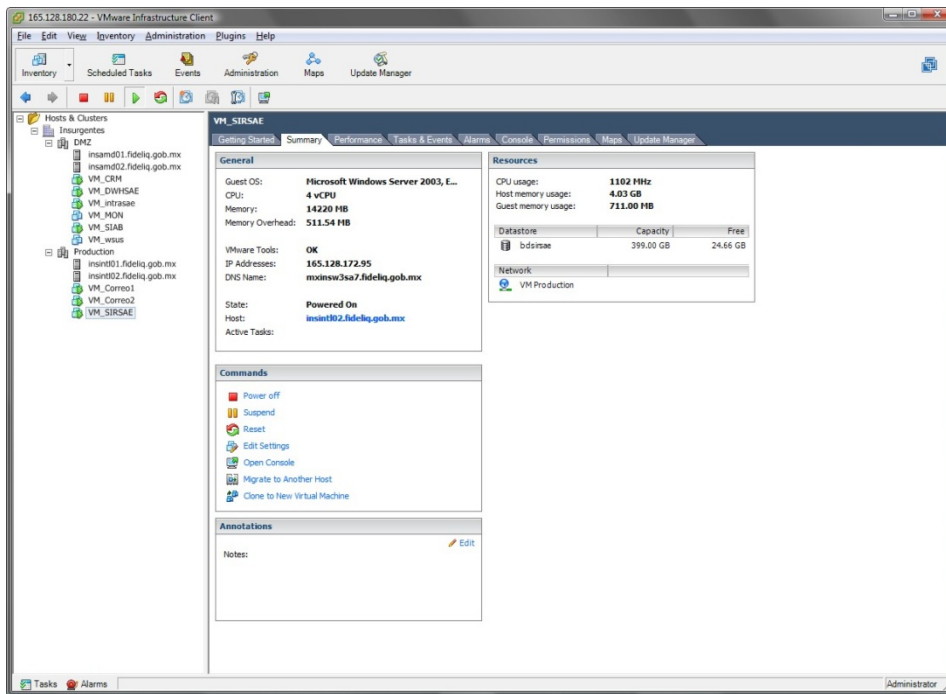 165.128.180.22 - VMware Infrastructure Client
File Edit View Inventory Administration Plugins Help
Inventory Scheduled Tasks Events Administration Maps Update Manager
Hosts & Clusters
Insurgentes
DMZ
insamd01.fideliq.gob.mx
insamd02.fideliq.gob.mx
VM_CRM
VM_DWHSAE
VM_intrasae
VM_MON
VM_SIAB
VM_wsus
Production
insintl01.fideliq.gob.mx
insintl02.fideliq.gob.mx
VM_Correo1
VM_Correo2
VM_SIRSAE
VM_SIRSAE
Getting Started Summary Performance Tasks & Events Alarms Console Permissions Maps Update Manager
General
Guest OS: Microsoft Windows Server 2003, E...
CPU: 4 vCPU
Memory: 14220 MB
Memory Overhead: 511.54 MB
VMware Tools: OK
IP Addresses: 165.128.172.95
DNS Name: mxinsw3sa7.fideliq.gob.mx
State: Powered On
Host: insintl02.fideliq.gob.mx
Active Tasks:
Commands
Power off
Suspend
Reset
Edit Settings
Open Console
Migrate to Another Host
Clone to New Virtual Machine
Annotations
Edit
Notes:
Resources
CPU usage: 1102 MHz
Host memory usage: 4.03 GB
Guest memory usage: 711.00 MB
Datastore Capacity Free
bdsirsae 399.00 GB 24.66 GB
Network
VM Production
Tasks Alarms Administrator